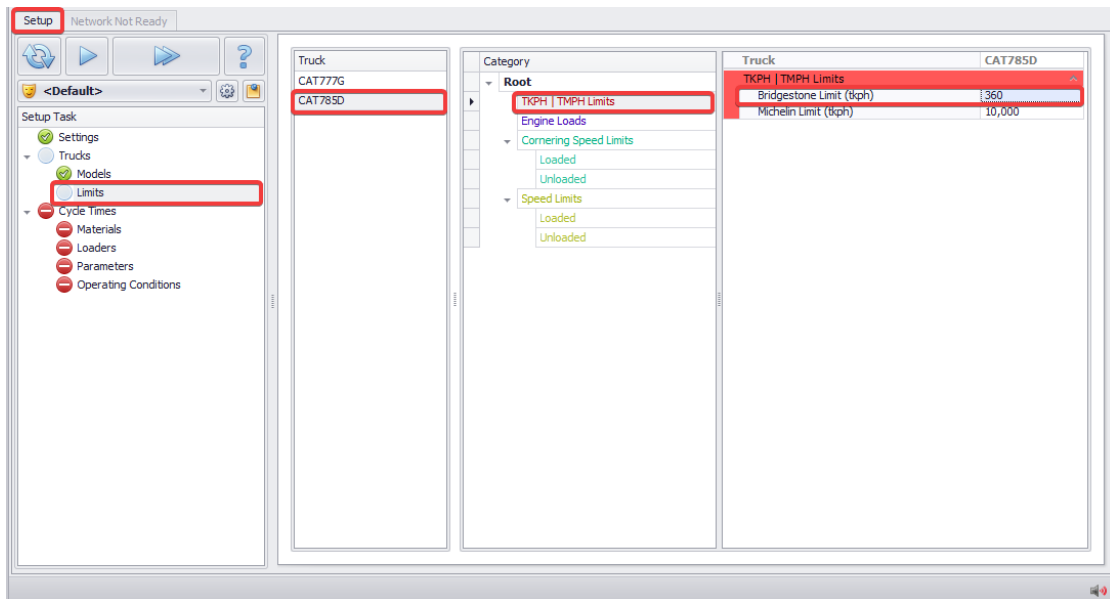 Setup
Network Not Ready
<Default>
Setup Task
Settings
Trucks
Models
Limits
Cycle Times
Materials
Loaders
Parameters
Operating Conditions
Truck
CAT777G
CAT785D
Category
Root
TKPH | TMPH Limits
Engine Loads
Cornering Speed Limits
Loaded
Unloaded
Speed Limits
Loaded
Unloaded
Truck CAT785D
TKPH | TMPH Limits
Bridgestone Limit (tkph) 360
Michelin Limit (tkph) 10,000